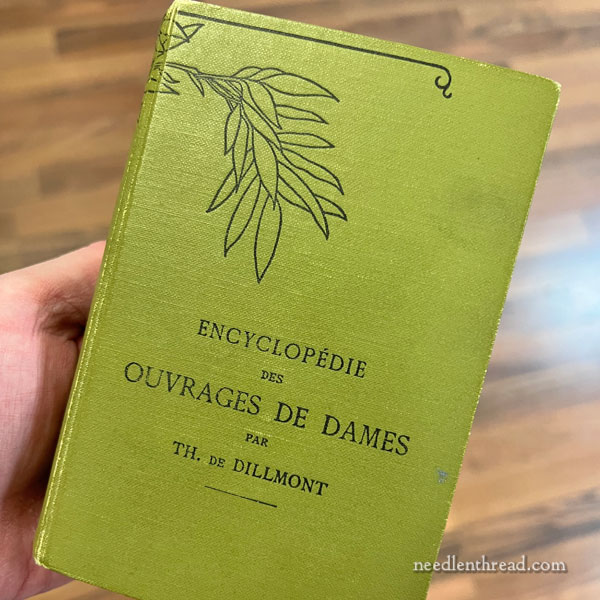 ENCYCLOPÉDIE
DES
OUVRAGES DE DAMES
PAR
TH. DE DILLMONT
needlenthread.com